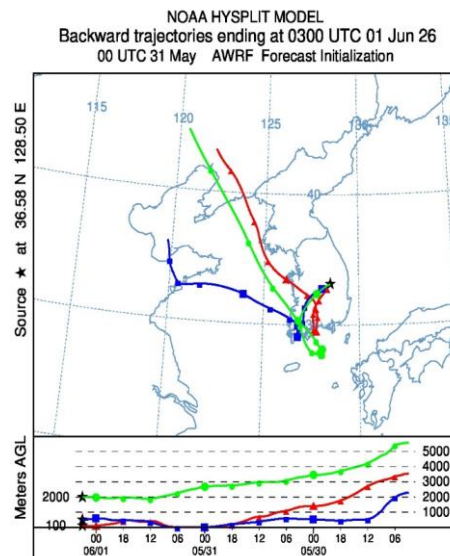 NOAA HYSPLIT MODEL
Backward trajectories ending at 0300 UTC 01 Jun 26
00 UTC 31 May AWRF Forecast Initialization
Source ★ at 36.58 N 128.50 E
115
120
125
130
135
40
35
Meters AGL
2000
100
5000
4000
3000
2000
1000
00 18 12 06 00 18 12 06 00 18 12 06
06/01 05/31 05/30